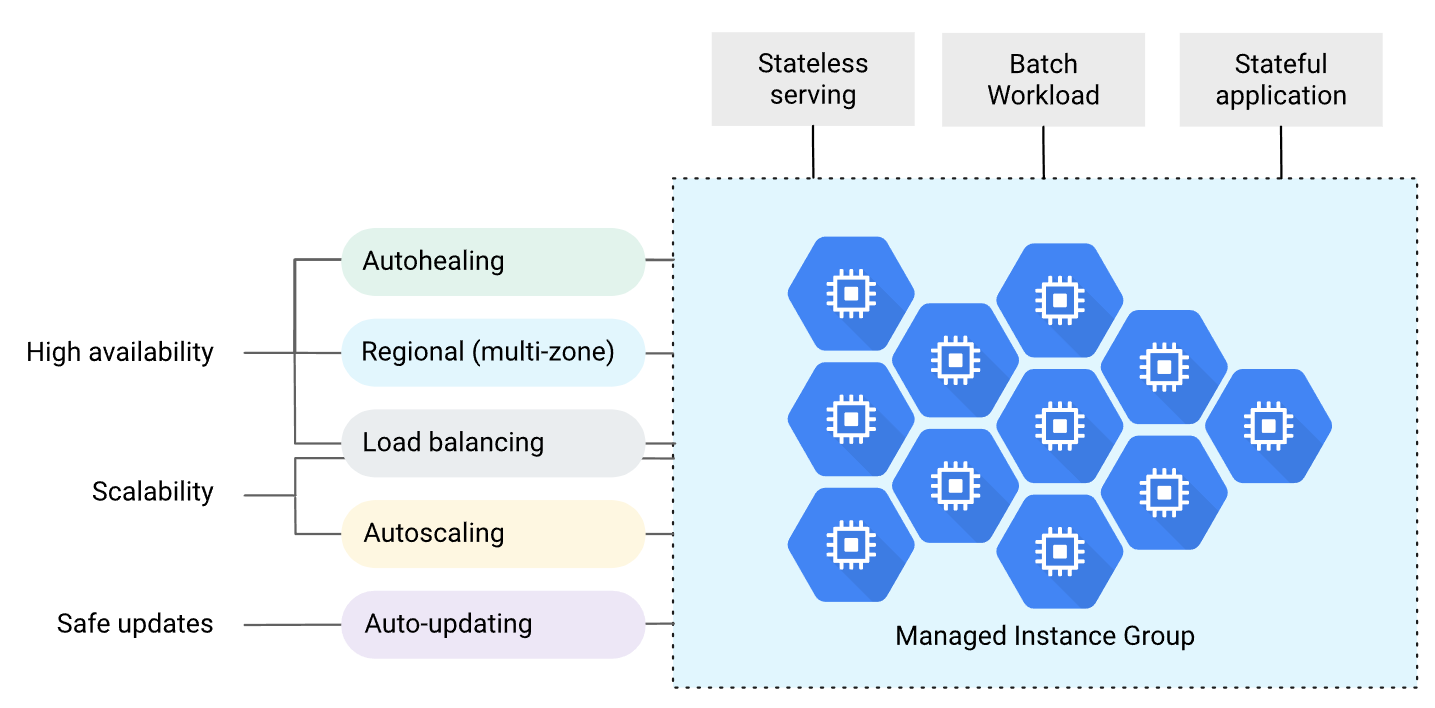 Stateless
serving
Batch
Workload
Stateful
application
Autohealing
High availability
Regional (multi-zone)
Load balancing
Scalability
Autoscaling
Safe updates
Auto-updating
Managed Instance Group